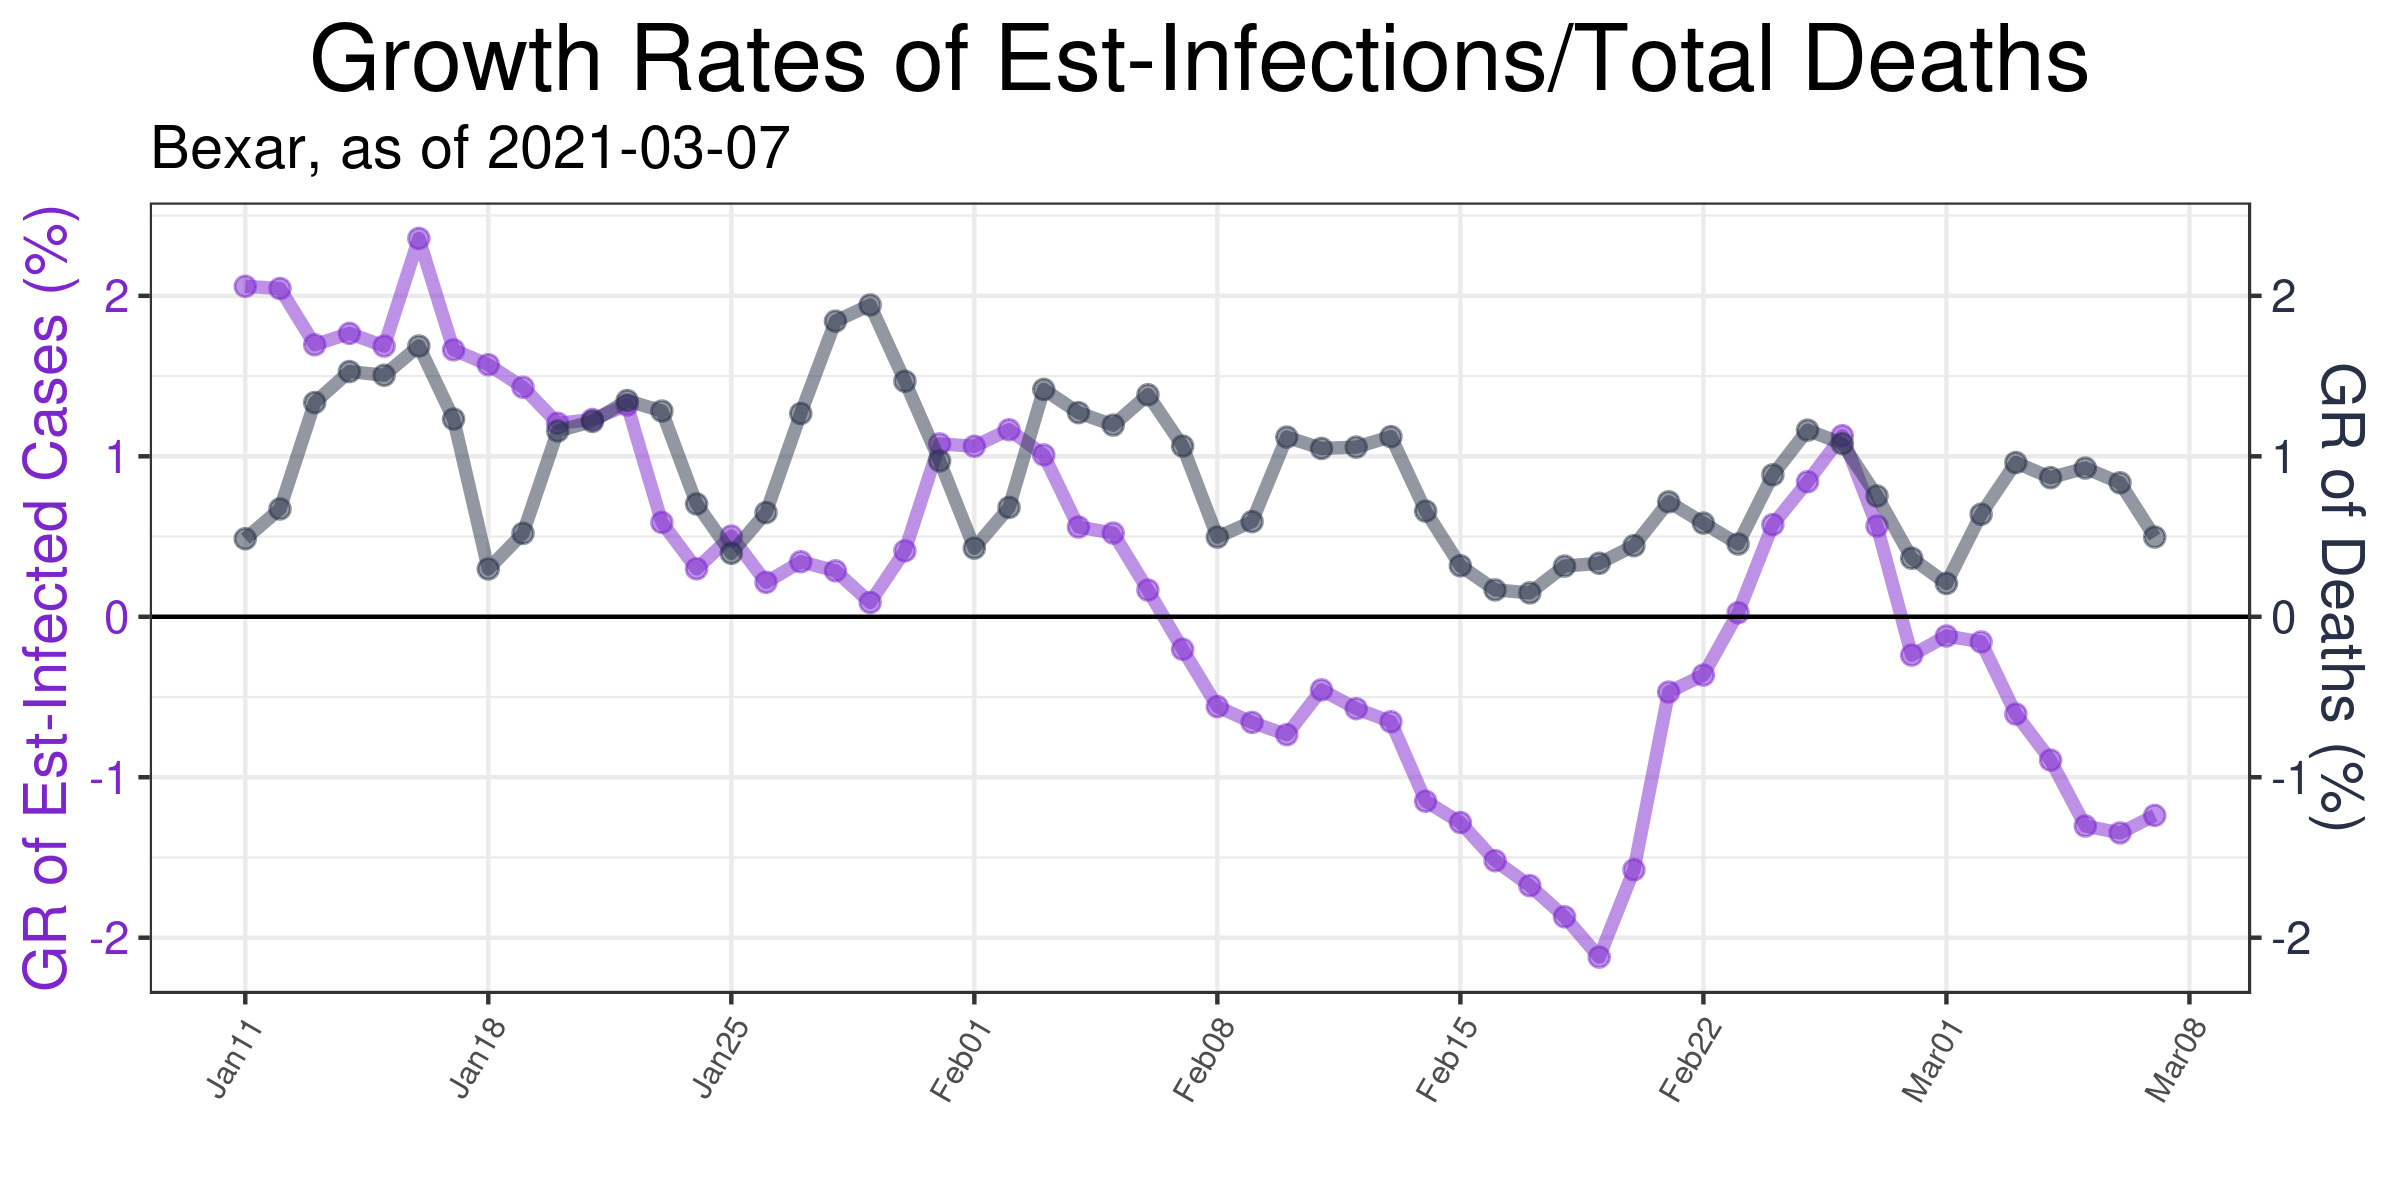 Growth Rates of Est-Infections/Total Deaths
Bexar, as of 2021-03-07
GR of Est-Infected Cases (%)
2
1
0
-1
-2
2
1
0
-1
-2
GR of Deaths (%)
Jan11
Jan18
Jan25
Feb01
Feb08
Feb15
Feb22
Mar01
Mar08